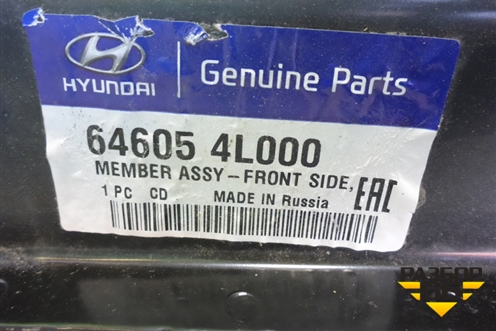 HYUNDAI
Genuine Parts
64605 4L000
MEMBER ASSY-FRONT SIDE,
EAC
1 PC CD MADE IN Russia
РАЗБОР